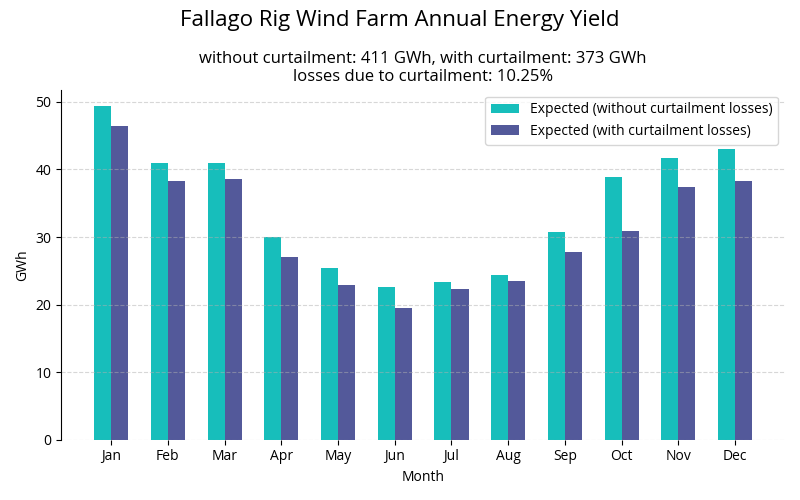 Fallago Rig Wind Farm Annual Energy Yield
without curtailment: 411 GWh, with curtailment: 373 GWh
losses due to curtailment: 10.25%
Expected (without curtailment losses)
Expected (with curtailment losses)
50
40
30
20
10
0
GWh
Jan Feb Mar Apr May Jun Jul Aug Sep Oct Nov Dec
Month